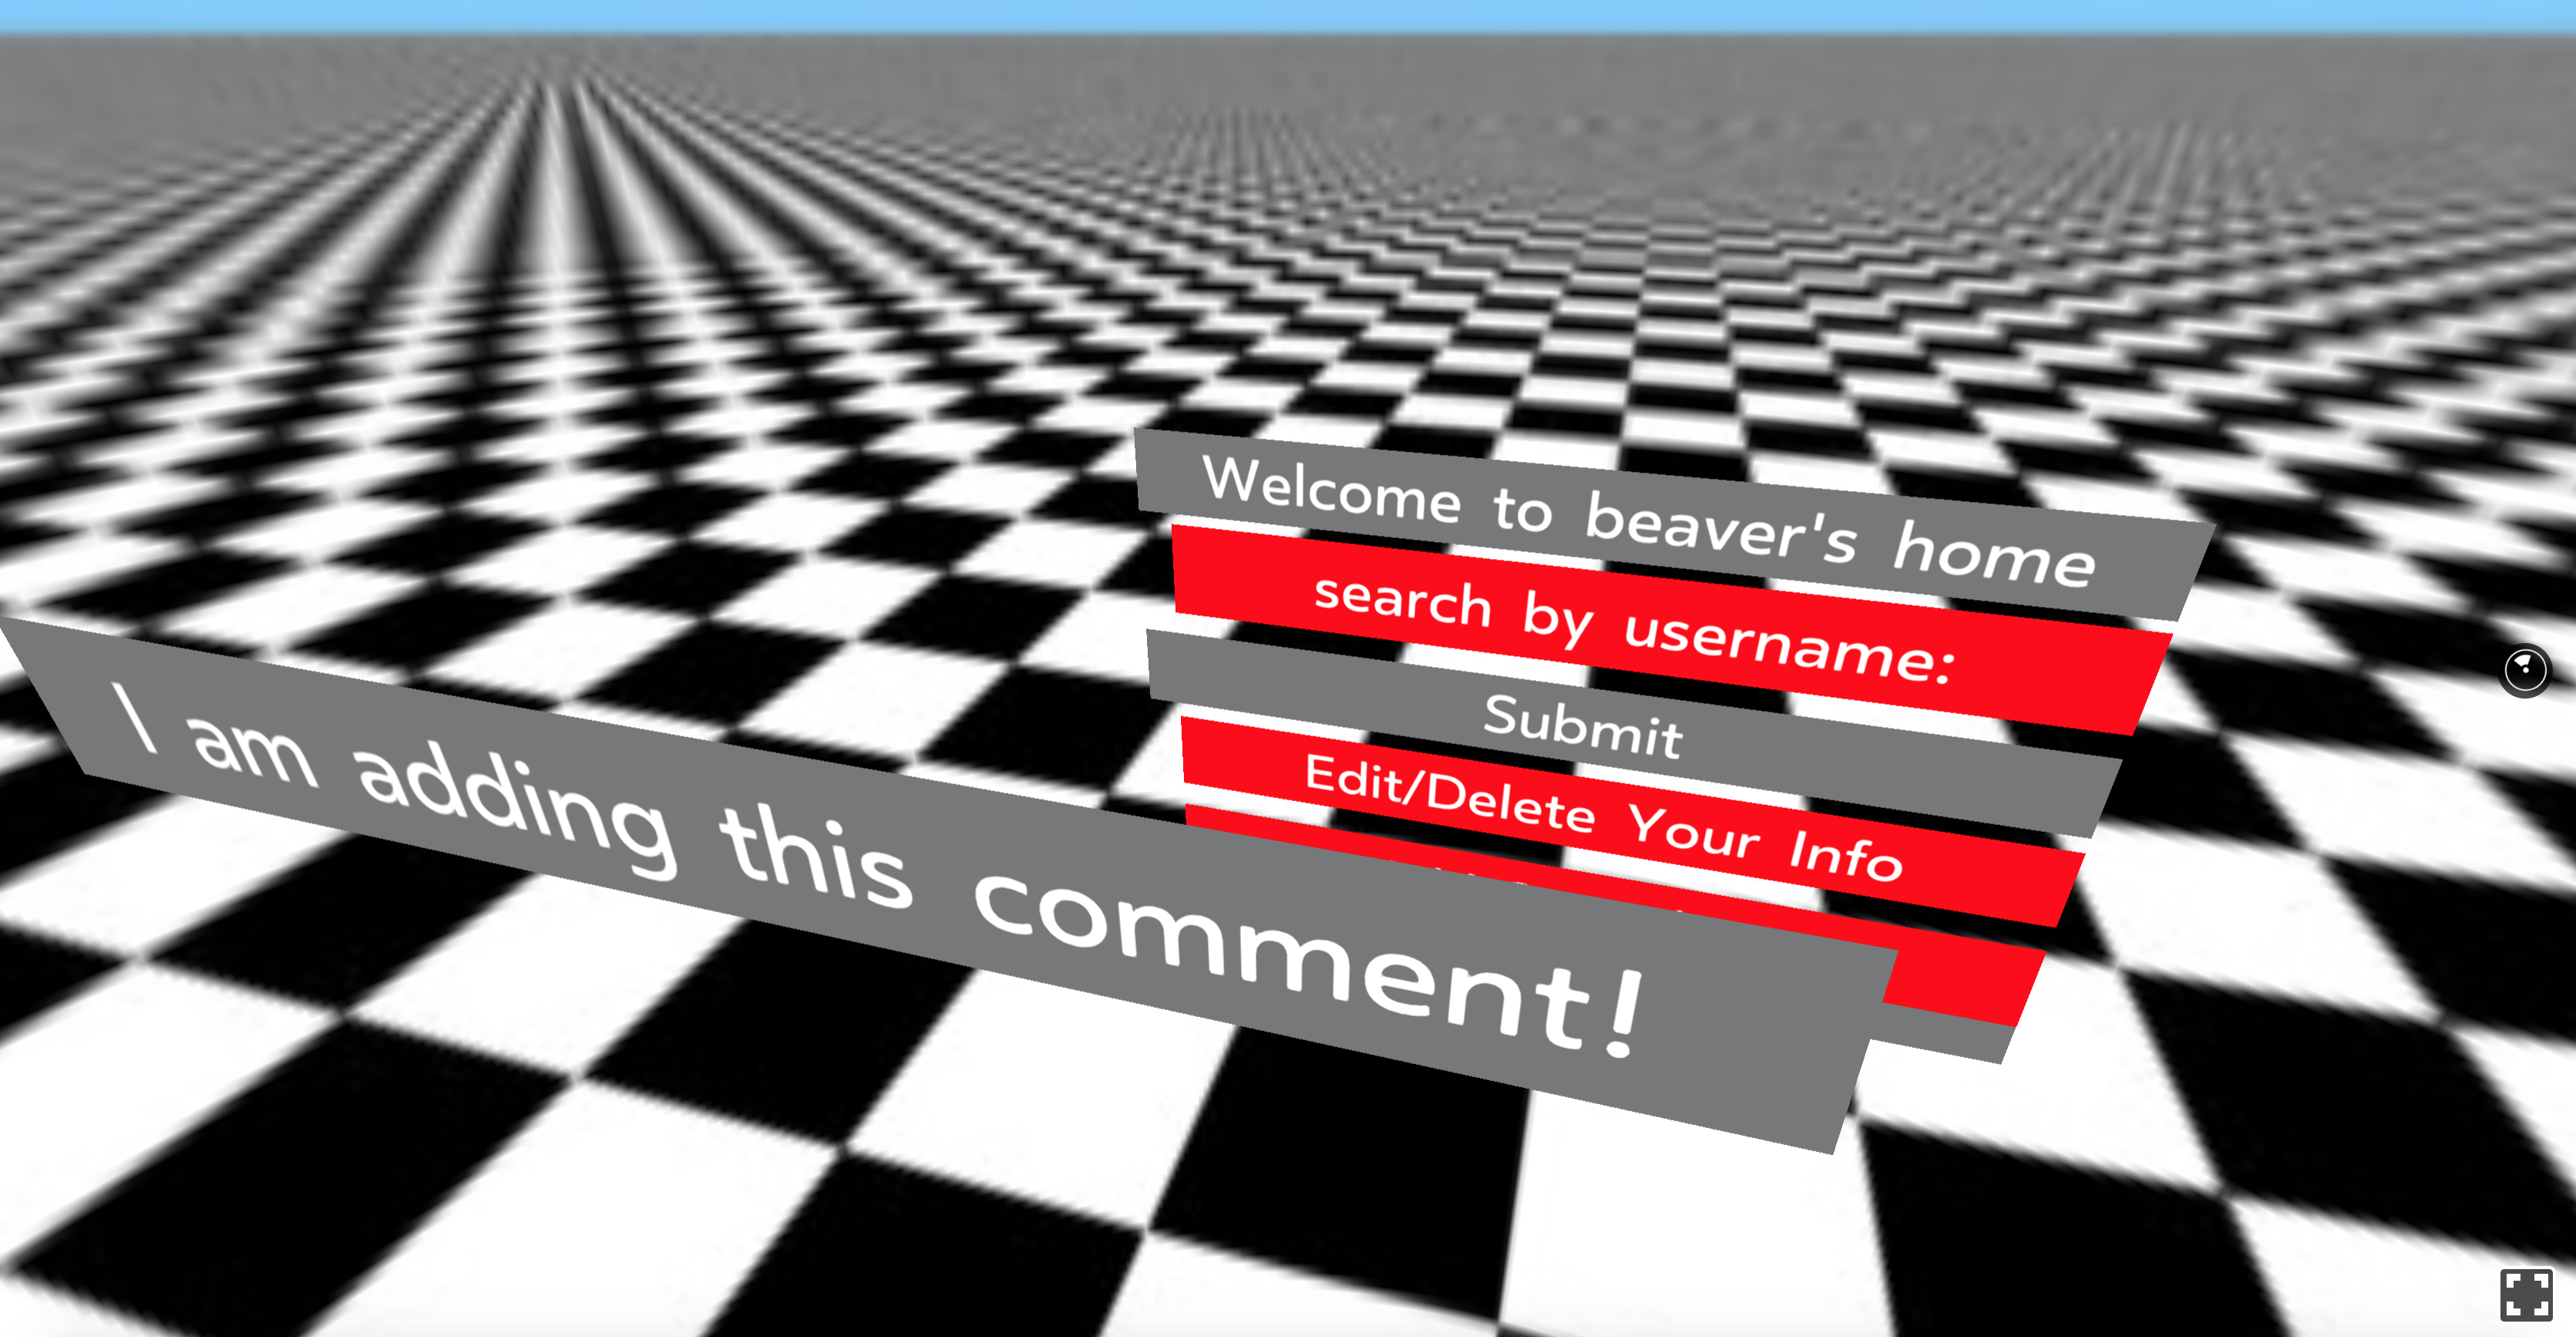 Welcome to beaver's home
search by username:
Submit
Edit/Delete Your Info
I am adding this comment!